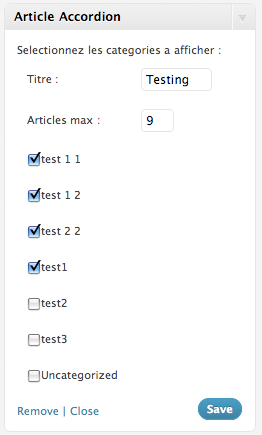 Article Accordion
Selectionnez les categories a afficher :
Titre : Testing
Articles max : 9
test 1 1
test 1 2
test 2 2
test1
test2
test3
Uncategorized
Remove | Close Save